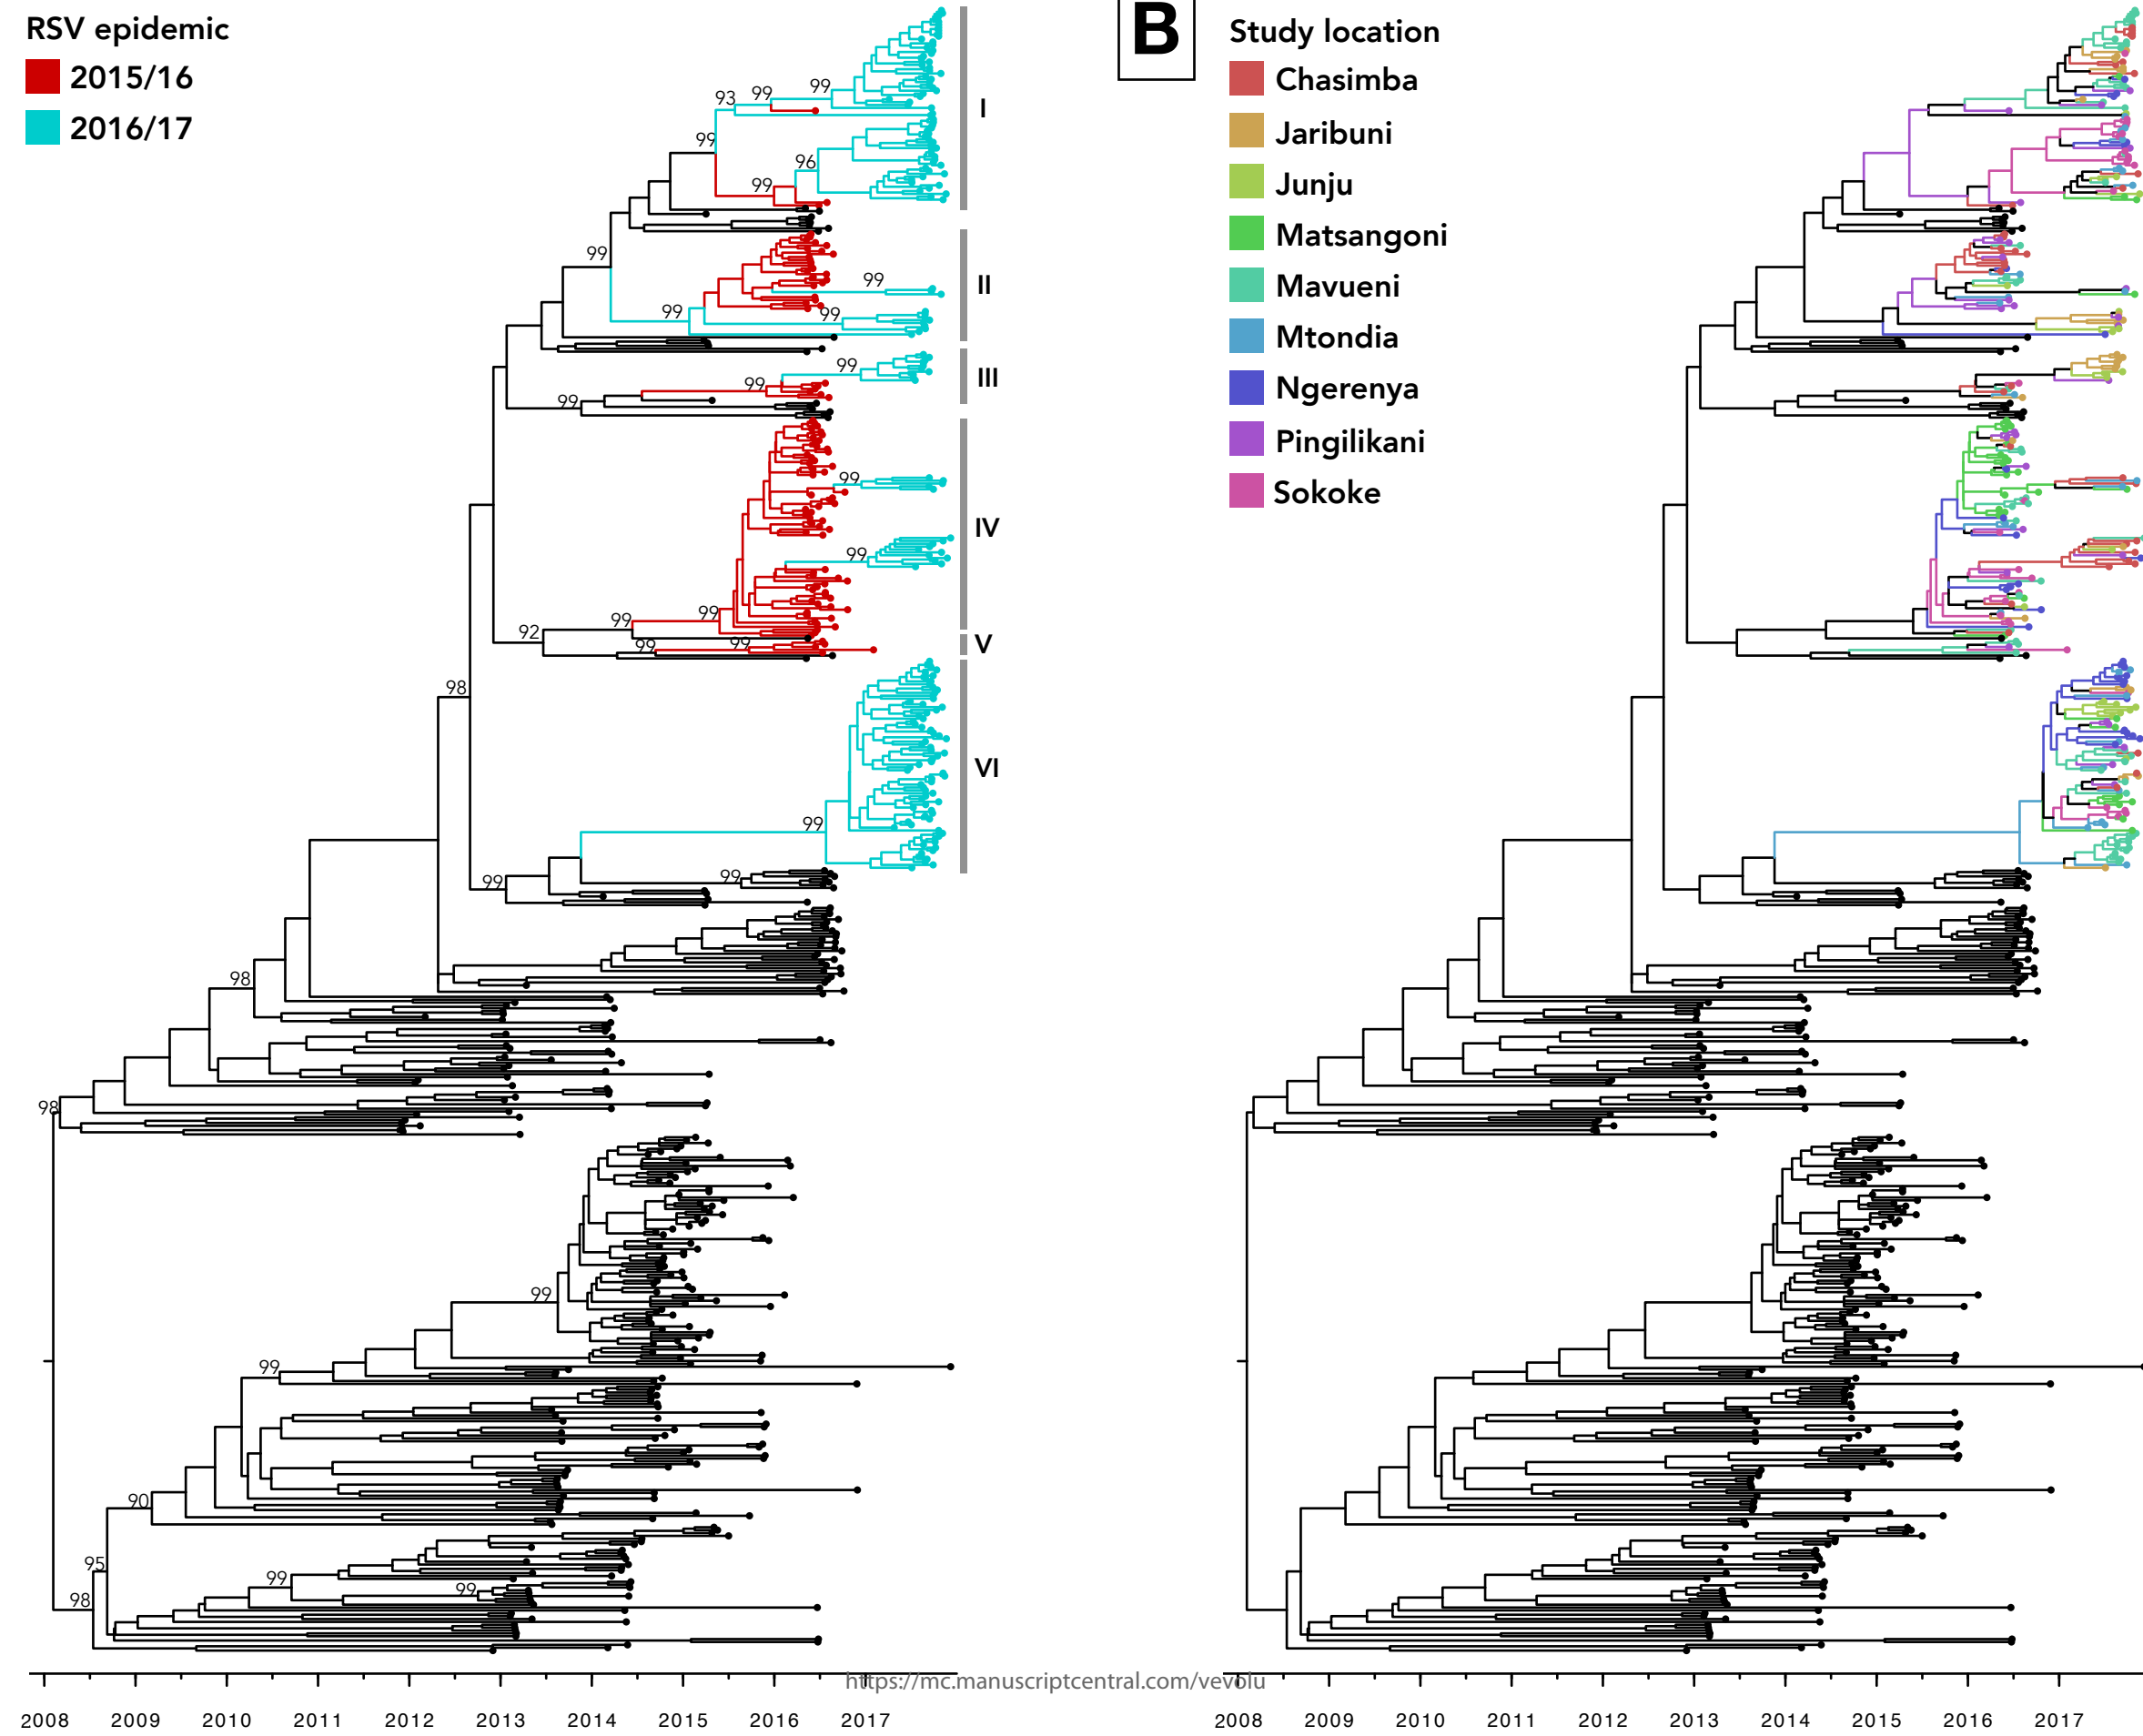 RSV epidemic
2015/16
2016/17
93
99
99
99
96
99
I
99
99
99
99
II
99
99
99
III
99
99
IV
99
99
99
92
99
99
V
98
99
VI
99
99
98
98
99
99
90
95
99
99
98
2008 2009 2010 2011 2012 2013 2014 2015 2016 2017
B
Study location
Chasimba
Jaribuni
Junju
Matsangoni
Mavueni
Mtondia
Ngerenya
Pingilikani
Sokoke
2008 2009 2010 2011 2012 2013 2014 2015 2016 2017
https://mc.manuscriptcentral.com/vevolu